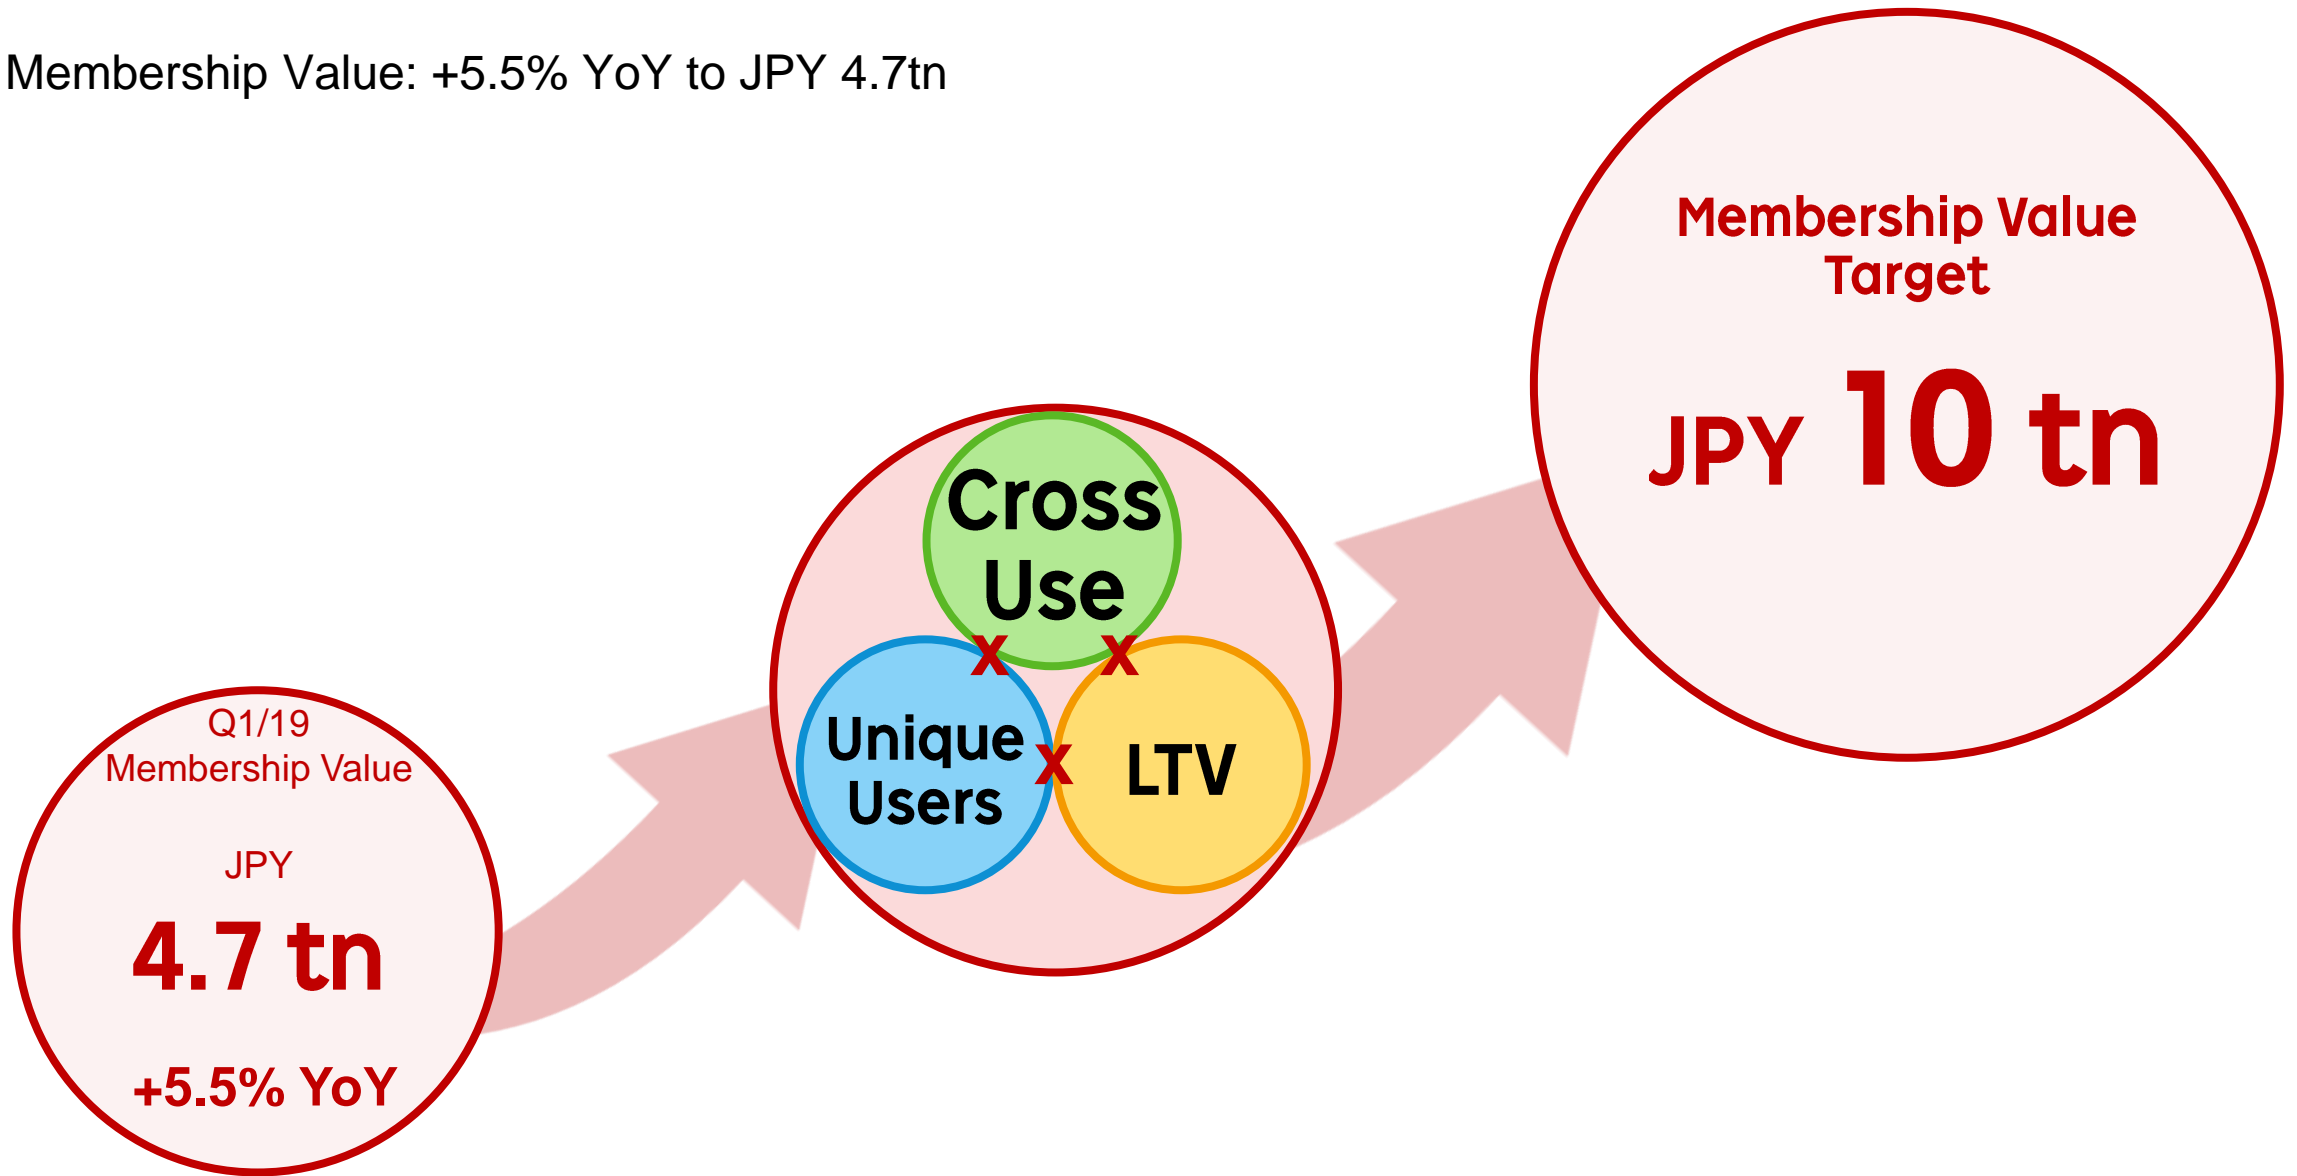 Membership Value: +5.5% YoY to JPY 4.7tn
Membership Value
Target
JPY 10 tn
Cross
Use
x x
Unique
Users
x
LTV
Q1/19
Membership Value
JPY
4.7 tn
+5.5% YoY